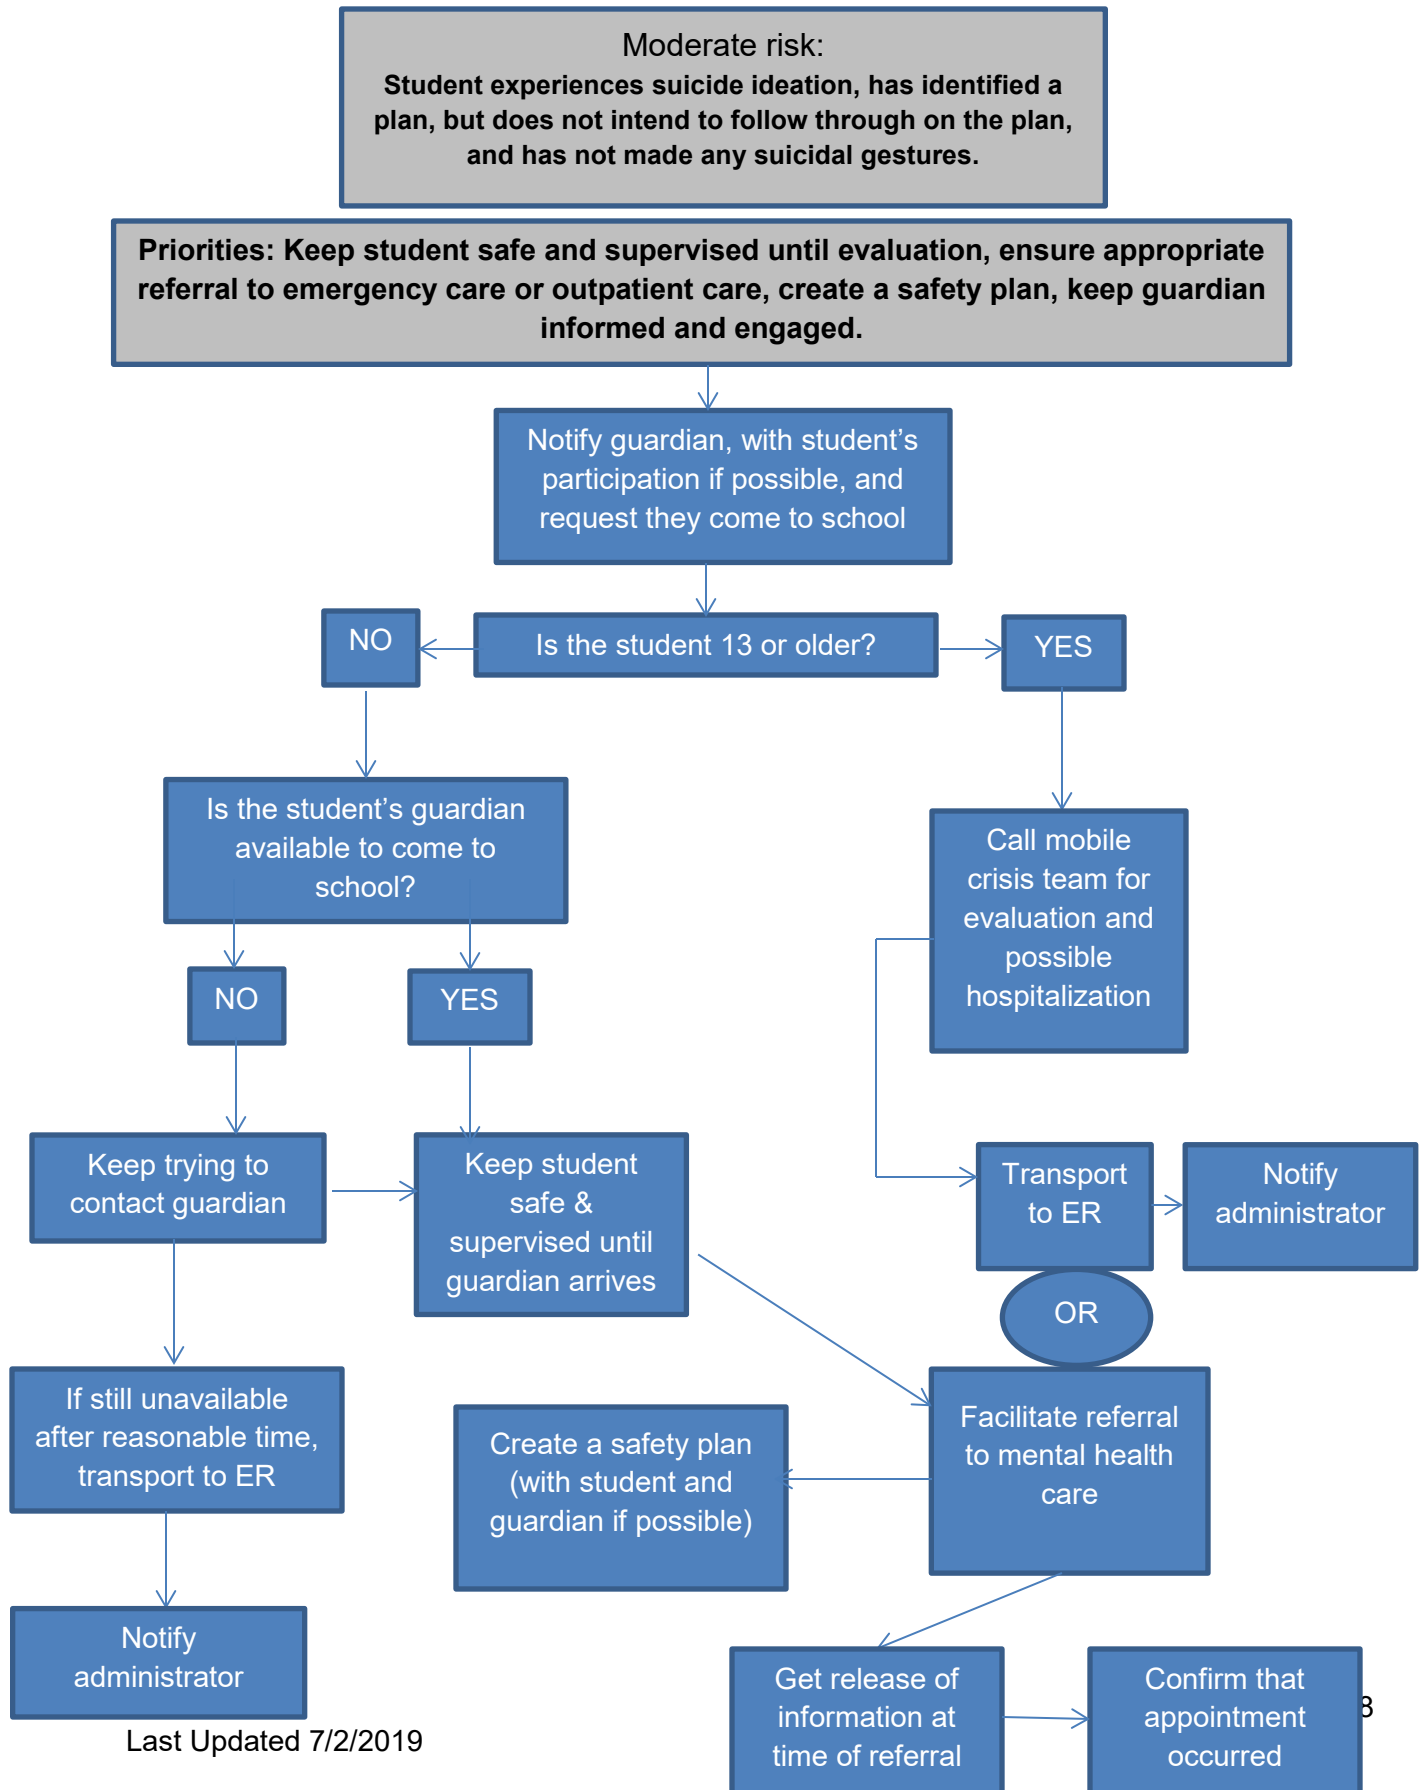 Moderate risk:
Student experiences suicide ideation, has identified a
plan, but does not intend to follow through on the plan,
and has not made any suicidal gestures.
Priorities: Keep student safe and supervised until evaluation, ensure appropriate
referral to emergency care or outpatient care, create a safety plan, keep guardian
informed and engaged.
Notify guardian, with student’s
participation if possible, and
request they come to school
NO
Is the student 13 or older?
YES
Is the student’s guardian
available to come to
school?
Call mobile
crisis team for
evaluation and
possible
hospitalization
NO
YES
Keep trying to
contact guardian
Keep student
safe &
supervised until
guardian arrives
Transport
to ER
Notify
administrator
OR
If still unavailable
after reasonable time,
transport to ER
Create a safety plan
(with student and
guardian if possible)
Facilitate referral
to mental health
care
Notify
administrator
Get release of
information at
time of referral
Confirm that
appointment
occurred
8
Last Updated 7/2/2019